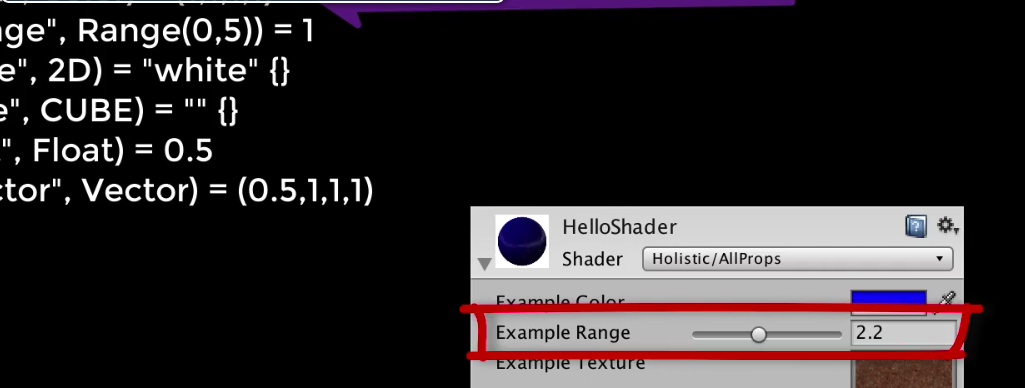 ge", Range(0,5)) = 1
e", 2D) = "white" {}
e", CUBE) = "" {}
", Float) = 0.5
ctor", Vector) = (0.5,1,1,1)
HelloShader
Shader Holistic/AllProps
Example Color
Example Range 2.2
Example Texture